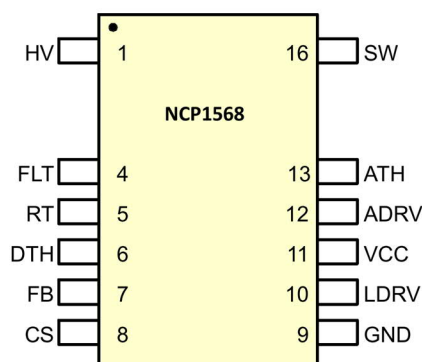 HV 1 16 SW
NCP1568
FLT 4 13 ATH
RT 5 12 ADRV
DTH 6 11 VCC
FB 7 10 LDRV
CS 8 9 GND